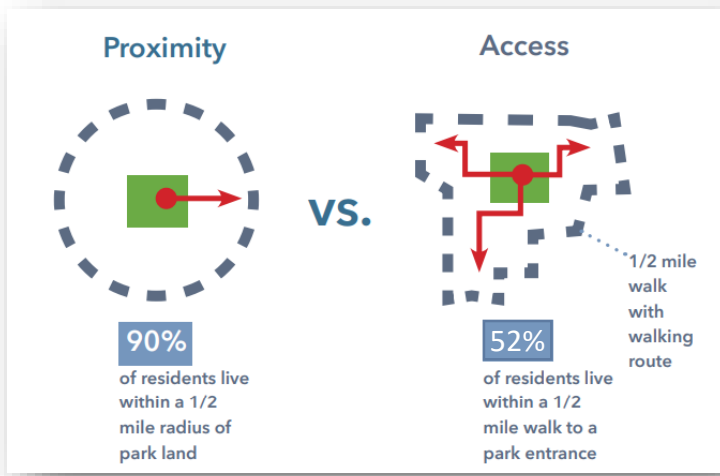 Proximity
Access
VS.
1/2 mile
walk
with
walking
route
90%
of residents live
within a 1/2
mile radius of
park land
52%
of residents live
within a 1/2
mile walk to a
park entrance